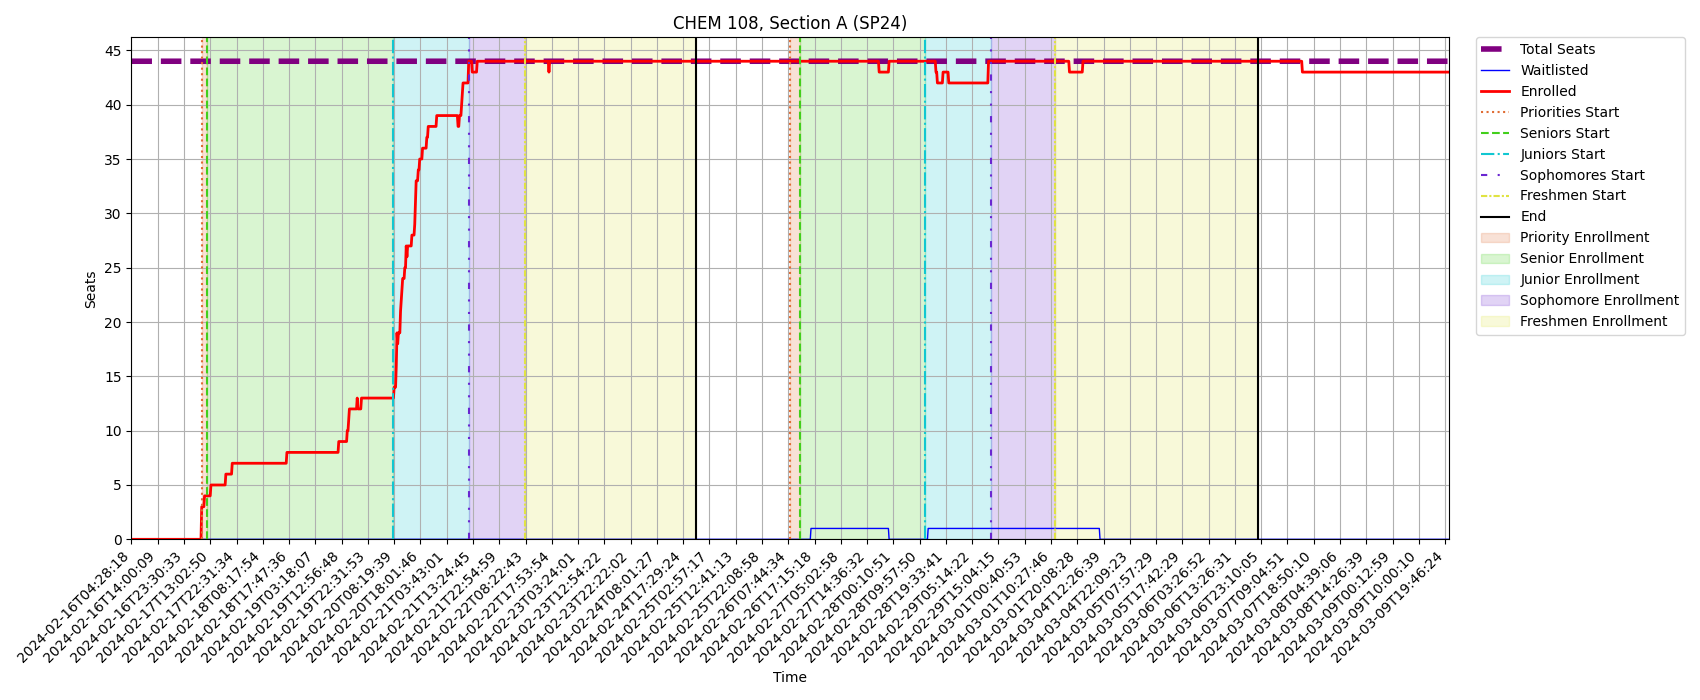 CHEM 108, Section A (SP24)
45
40
35
30
25
20
15
10
5
0
Seats
2024-02-16T04:28:18
2024-02-16T14:00:09
2024-02-16T23:30:33
2024-02-17T13:02:50
2024-02-17T22:31:34
2024-02-18T08:17:54
2024-02-18T17:47:36
2024-02-19T03:18:07
2024-02-19T12:56:48
2024-02-19T22:31:53
2024-02-20T08:19:39
2024-02-20T18:01:46
2024-02-21T03:43:01
2024-02-21T13:24:45
2024-02-21T22:54:59
2024-02-22T08:22:43
2024-02-22T17:53:54
2024-02-23T03:24:01
2024-02-23T12:54:22
2024-02-23T22:22:02
2024-02-24T08:01:27
2024-02-24T17:29:24
2024-02-25T02:57:17
2024-02-25T12:41:13
2024-02-25T22:08:58
2024-02-26T07:44:34
2024-02-26T17:15:18
2024-02-27T05:02:58
2024-02-27T14:36:32
2024-02-28T00:10:51
2024-02-28T09:57:50
2024-02-28T19:33:41
2024-02-29T05:14:22
2024-02-29T15:04:15
2024-03-01T00:40:53
2024-03-01T10:27:46
2024-03-01T20:08:28
2024-03-04T12:26:39
2024-03-04T22:09:23
2024-03-05T07:57:29
2024-03-05T17:42:29
2024-03-06T03:26:52
2024-03-06T13:26:31
2024-03-06T23:10:05
2024-03-07T09:04:51
2024-03-07T18:50:10
2024-03-08T04:39:06
2024-03-08T14:26:39
2024-03-09T00:12:59
2024-03-09T10:00:10
2024-03-09T19:46:24
Time
Total Seats
Waitlisted
Enrolled
Priorities Start
Seniors Start
Juniors Start
Sophomores Start
Freshmen Start
End
Priority Enrollment
Senior Enrollment
Junior Enrollment
Sophomore Enrollment
Freshmen Enrollment